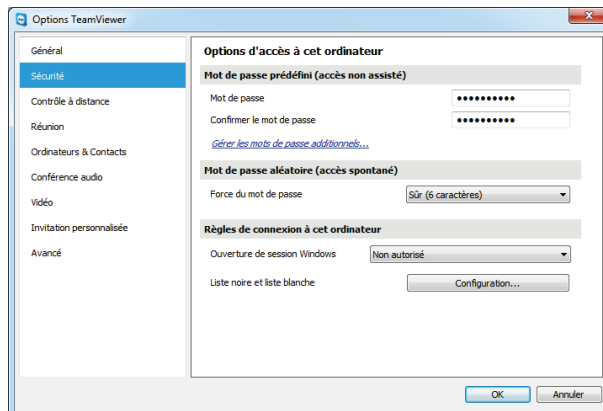 Options TeamViewer
Général
Sécurité
Contrôle à distance
Réunion
Ordinateurs & Contacts
Conférence audio
Vidéo
Invitation personnalisée
Avancé
Options d'accès à cet ordinateur
Mot de passe prédéfini (accès non assisté)
Mot de passe
Confirmer le mot de passe
Gérer les mots de passe additionnels...
Mot de passe aléatoire (accès spontané)
Force du mot de passe Sûr (6 caractères)
Règles de connexion à cet ordinateur
Ouverture de session Windows Non autorisé
Liste noire et liste blanche Configuration...
OK Annuler